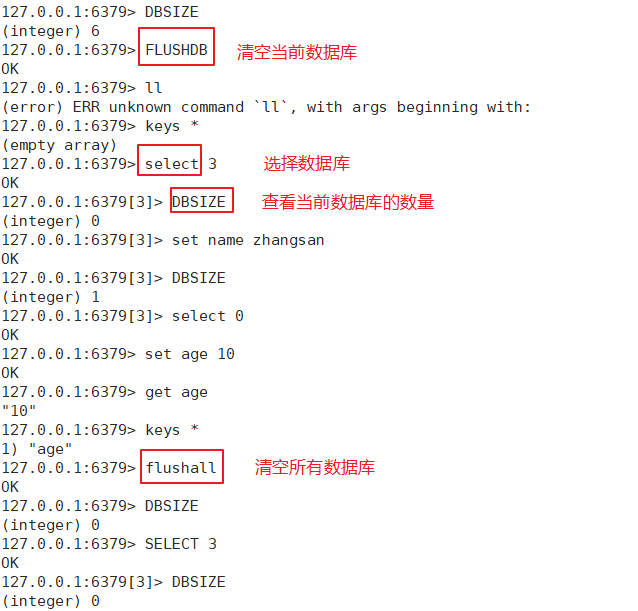 127.0.0.1:6379> DBSIZE
(integer) 6
127.0.0.1:6379> FLUSHDB 清空当前数据库
OK
127.0.0.1:6379> ll
(error) ERR unknown command `ll`, with args beginning with:
127.0.0.1:6379> keys *
(empty array)
127.0.0.1:6379> select 3 选择数据库
OK
127.0.0.1:6379[3]> DBSIZE 查看当前数据库的数量
(integer) 0
127.0.0.1:6379[3]> set name zhangsan
OK
127.0.0.1:6379[3]> DBSIZE
(integer) 1
127.0.0.1:6379[3]> select 0
OK
127.0.0.1:6379> set age 10
OK
127.0.0.1:6379> get age
"10"
127.0.0.1:6379> keys *
1) "age"
127.0.0.1:6379> flushall 清空所有数据库
OK
127.0.0.1:6379> DBSIZE
(integer) 0
127.0.0.1:6379> SELECT 3
OK
127.0.0.1:6379[3]> DBSIZE
(integer) 0